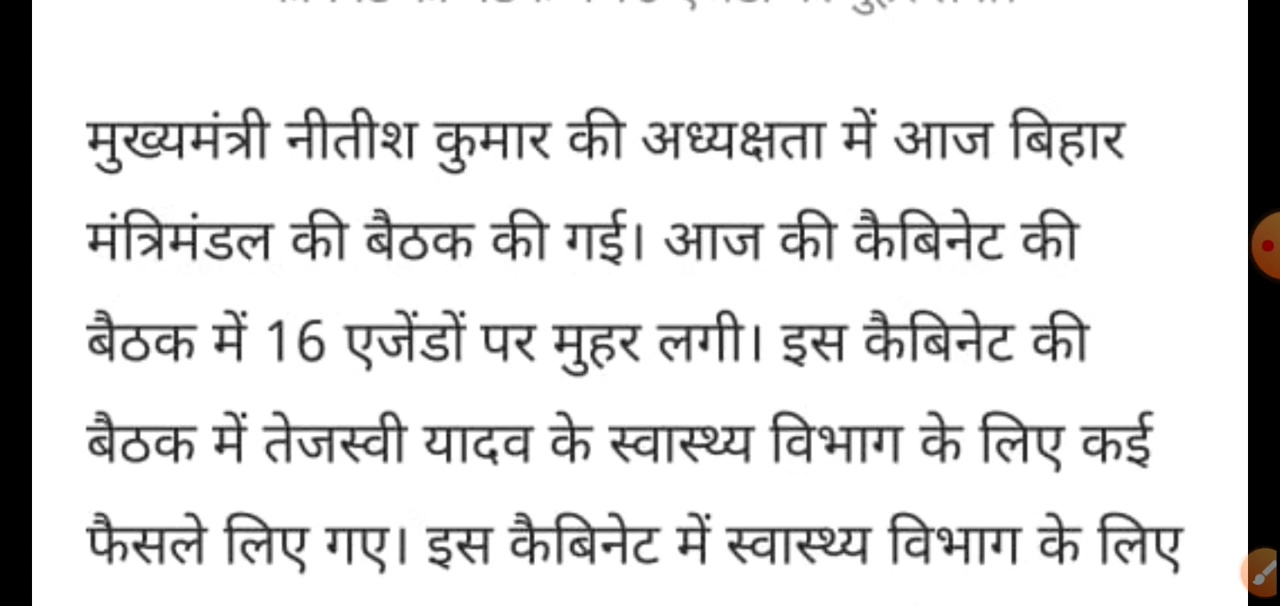 मुख्यमंत्री नीतीश कुमार की अध्यक्षता में आज बिहार
मंत्रिमंडल की बैठक की गई। आज की कैबिनेट की
बैठक में 16 एजेंडों पर मुहर लगी। इस कैबिनेट की
बैठक में तेजस्वी यादव के स्वास्थ्य विभाग के लिए कई
फैसले लिए गए। इस कैबिनेट में स्वास्थ्य विभाग के लिए